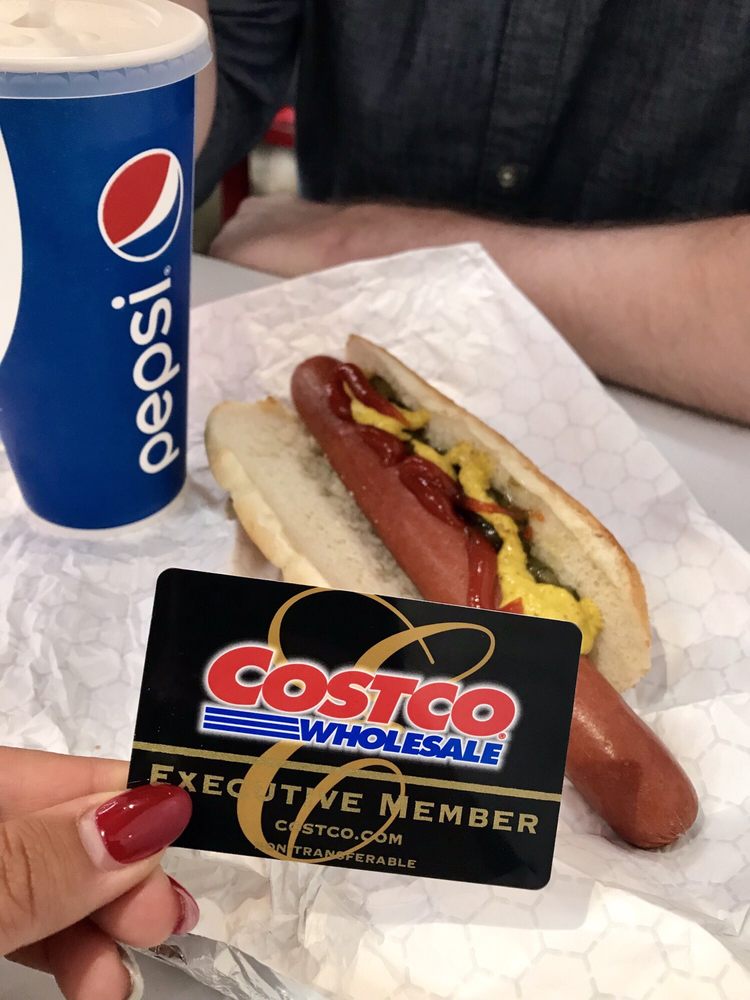 pepsi.
COSTCO
WHOLESALE
EXECUTIVE MEMBER
COSTCO.COM
NON TRANSFERABLE